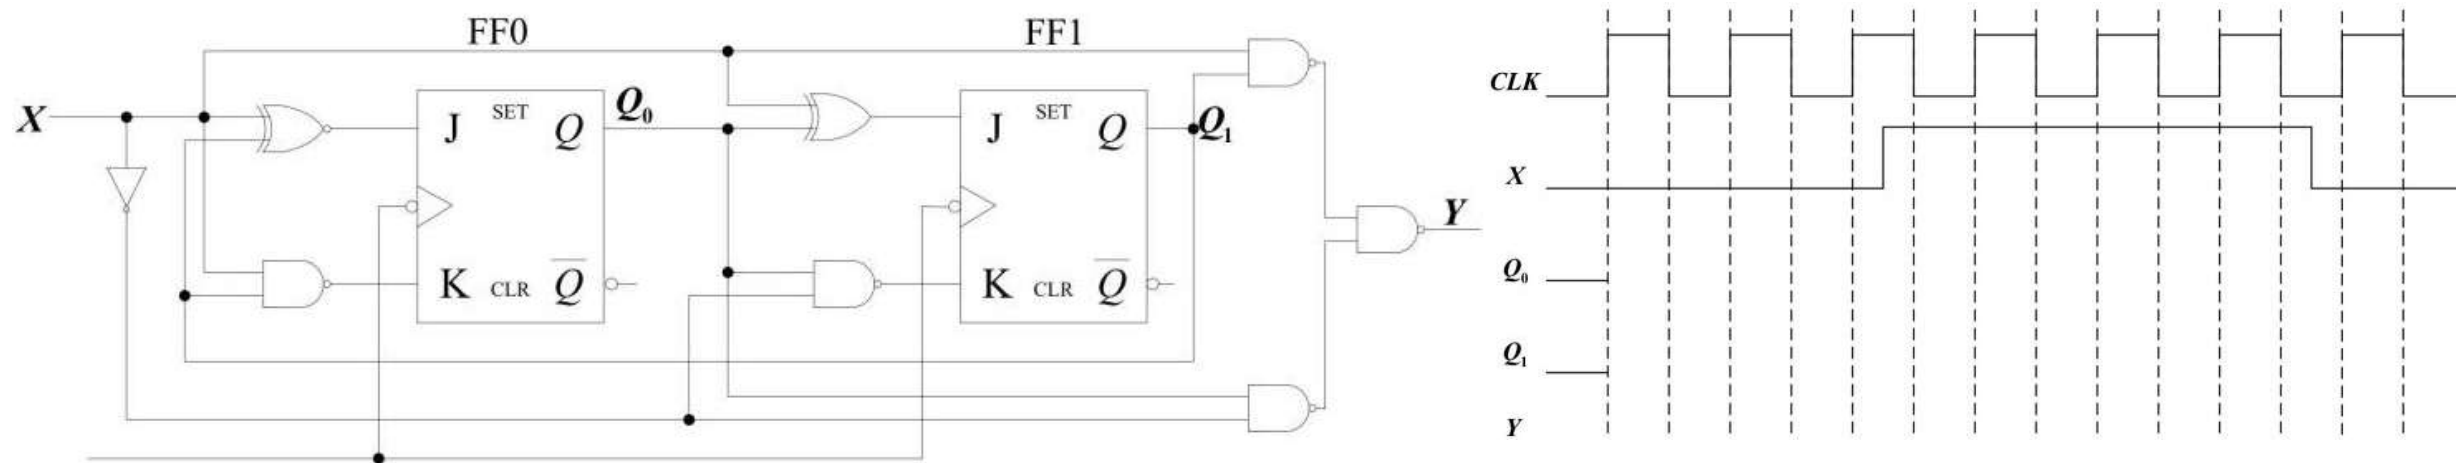 FF0 FF1
X
J SET Q Q₀
K CLR Q̅
J SET Q Q₁
K CLR Q̅
Y
CLK
X
Q₀
Q₁
Y